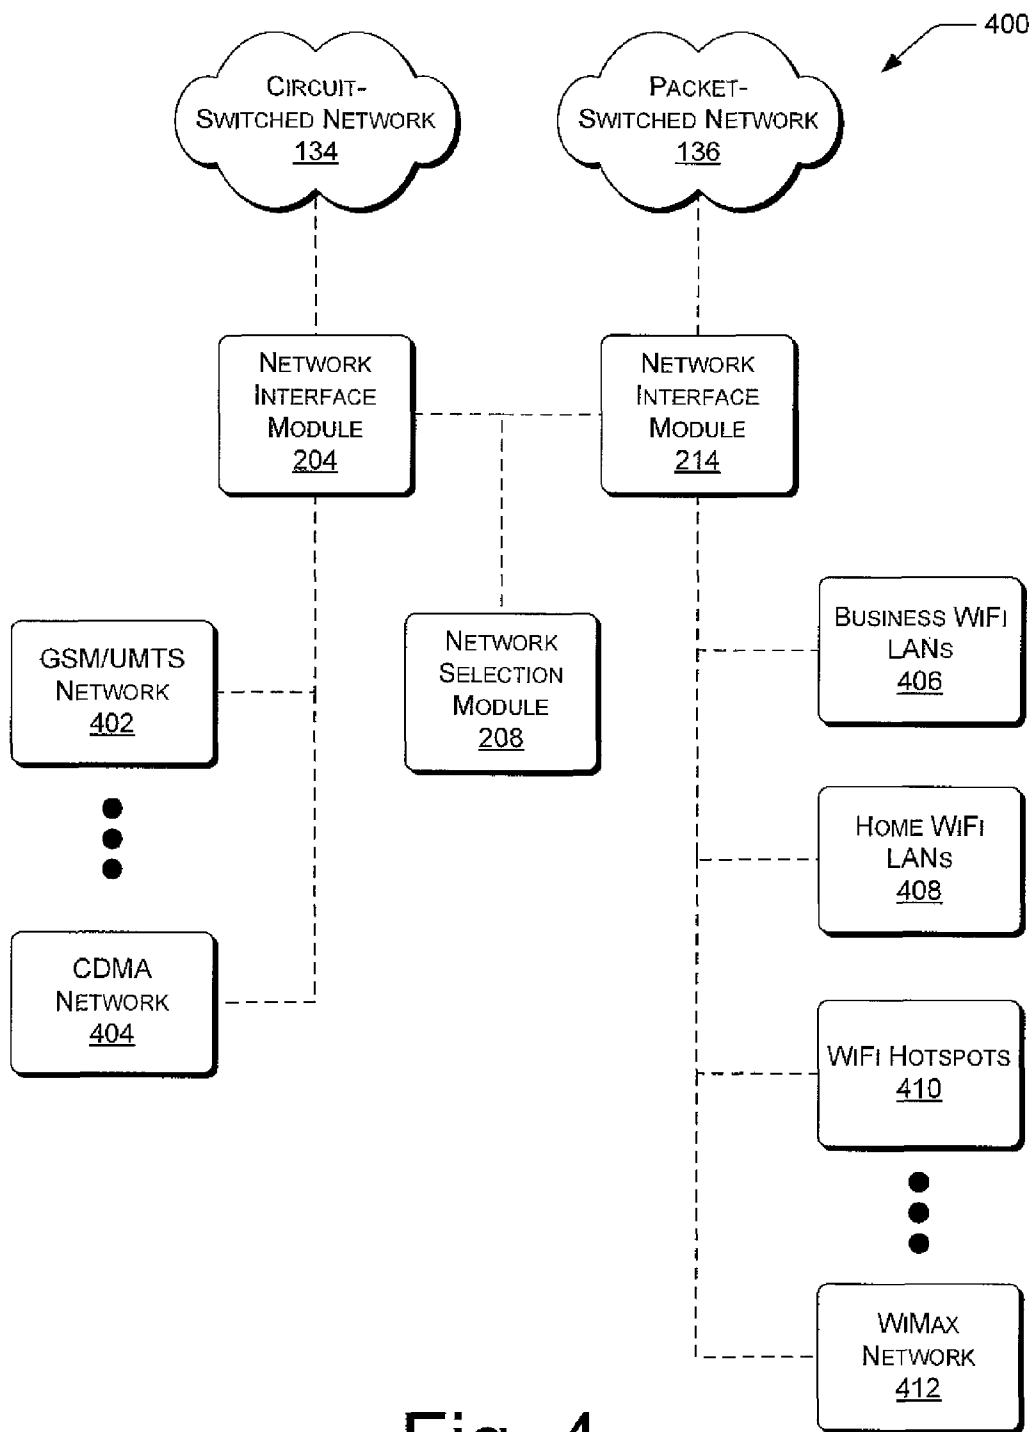 400
CIRCUIT-
SWITCHED NETWORK
134
PACKET-
SWITCHED NETWORK
136
NETWORK
INTERFACE
MODULE
204
NETWORK
INTERFACE
MODULE
214
NETWORK
SELECTION
MODULE
208
GSM/UMTS
NETWORK
402
CDMA
NETWORK
404
BUSINESS WIFI
LANS
406
HOME WIFI
LANS
408
WIFI HOTSPOTS
410
WIMAX
NETWORK
412
Fig. 4